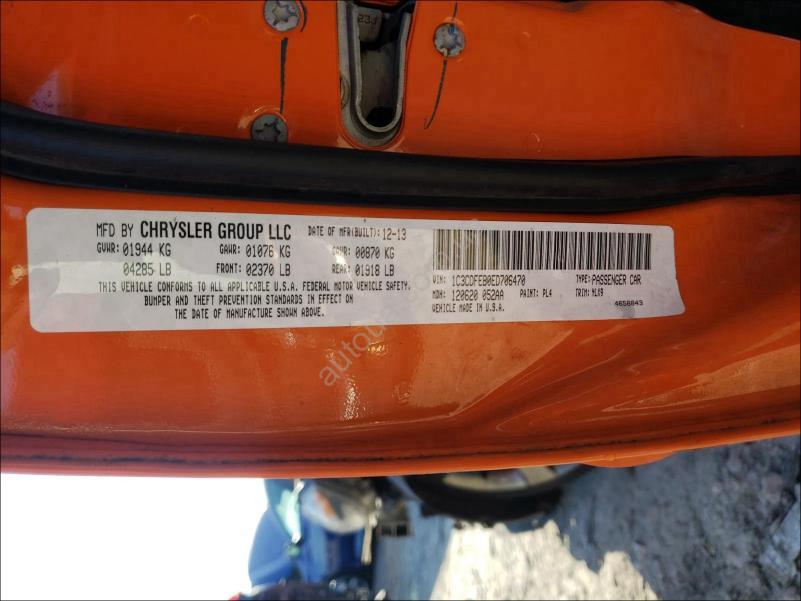 23J
MFD BY CHRYSLER GROUP LLC DATE OF MFR(BUILT): 12-13
GVWR: 01944 KG GAWR: 01076 KG GAWR: 00870 KG
04285 LB FRONT: 02370 LB REAR: 01918 LB
THIS VEHICLE CONFORMS TO ALL APPLICABLE U.S.A. FEDERAL MOTOR VEHICLE SAFETY.
BUMPER AND THEFT PREVENTION STANDARDS IN EFFECT ON
THE DATE OF MANUFACTURE SHOWN ABOVE.
VIN: 1C3CDFEB0ED706470 TYPE: PASSENGER CAR
MDH: 120620 052AA PAINT: PL4 TRIM: MLX9
MADE IN U.S.A. 4658843